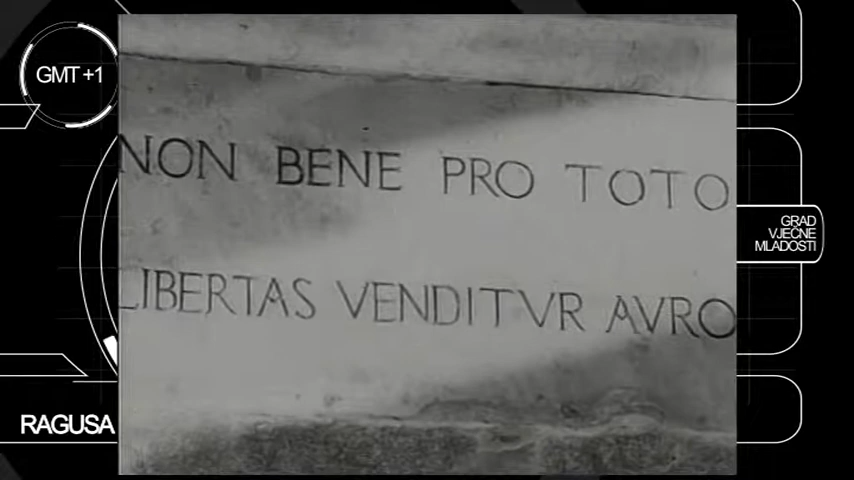 GMT +1
NON BENE PRO TOTO
LIBERTAS VENDITVR AVRO
GRAD
VJEČNE
MLADOSTI
RAGUSA